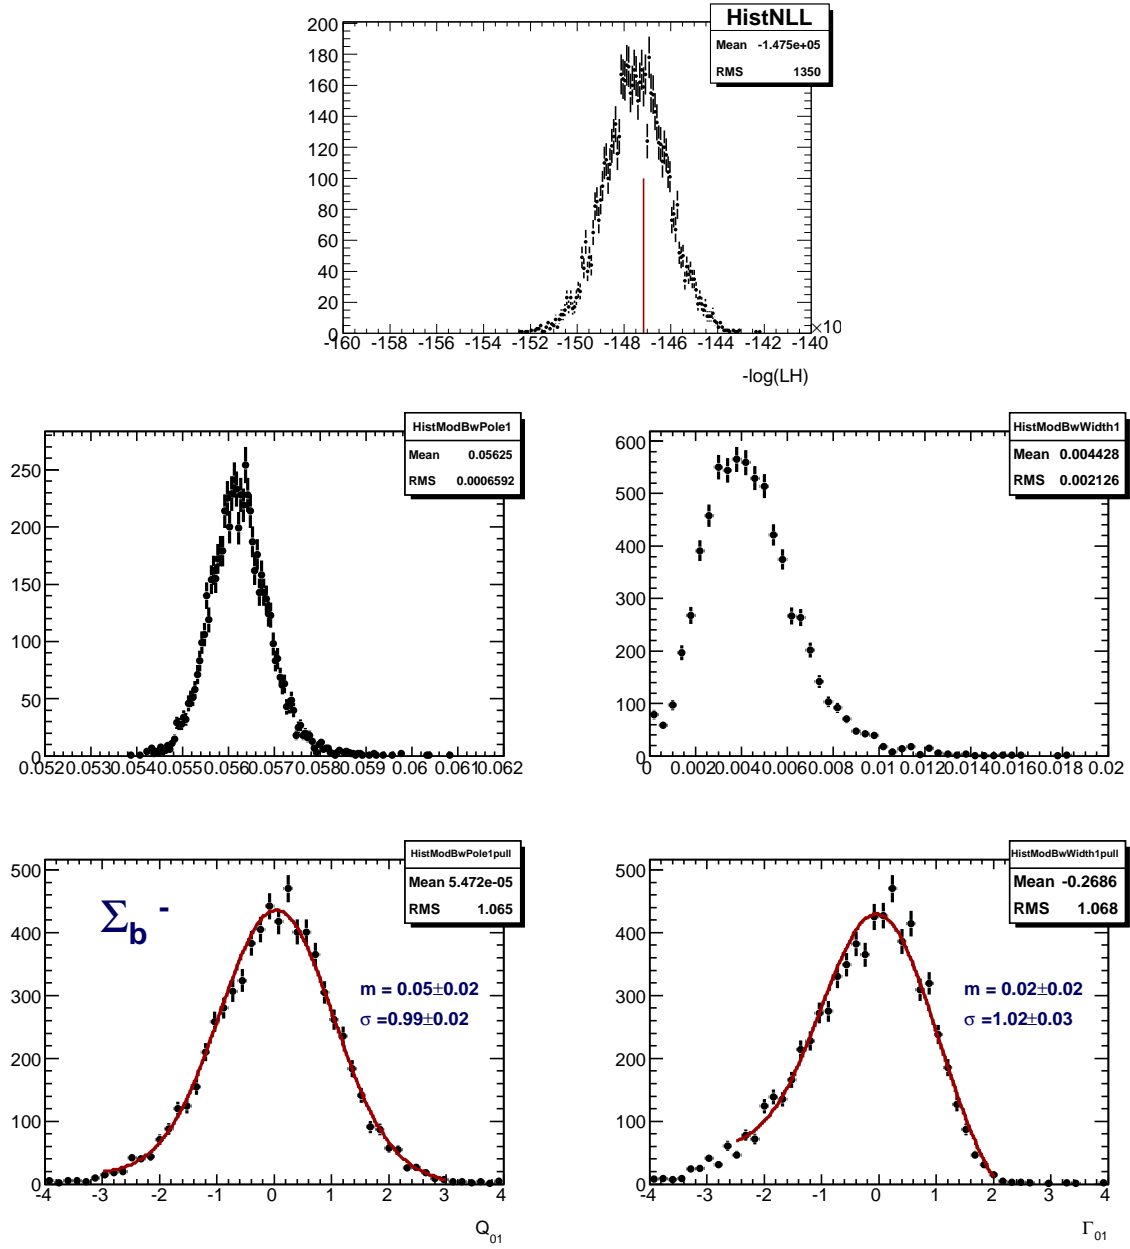 HistNLL
Mean -1.475e+05
RMS 1350
200
180
160
140
120
100
80
60
40
20
0
-160 -158 -156 -154 -152 -150 -148 -146 -144 -142 -140
×10
-log(LH)
HistModBwPole1
Mean 0.05625
RMS 0.0006592
250
200
150
100
50
0
0.052 0.053 0.054 0.055 0.056 0.057 0.058 0.059 0.06 0.061 0.062
HistModBwWidth1
Mean 0.004428
RMS 0.002126
600
500
400
300
200
100
0
0 0.002 0.004 0.006 0.008 0.01 0.012 0.014 0.016 0.018 0.02
HistModBwPole1pull
Mean 5.472e-05
RMS 1.065
Σb -
m = 0.05±0.02
σ =0.99±0.02
500
400
300
200
100
0
-4 -3 -2 -1 0 1 2 3 4
Q01
HistModBwWidth1pull
Mean -0.2686
RMS 1.068
m = 0.02±0.02
σ =1.02±0.03
500
400
300
200
100
0
-4 -3 -2 -1 0 1 2 3 4
Γ01